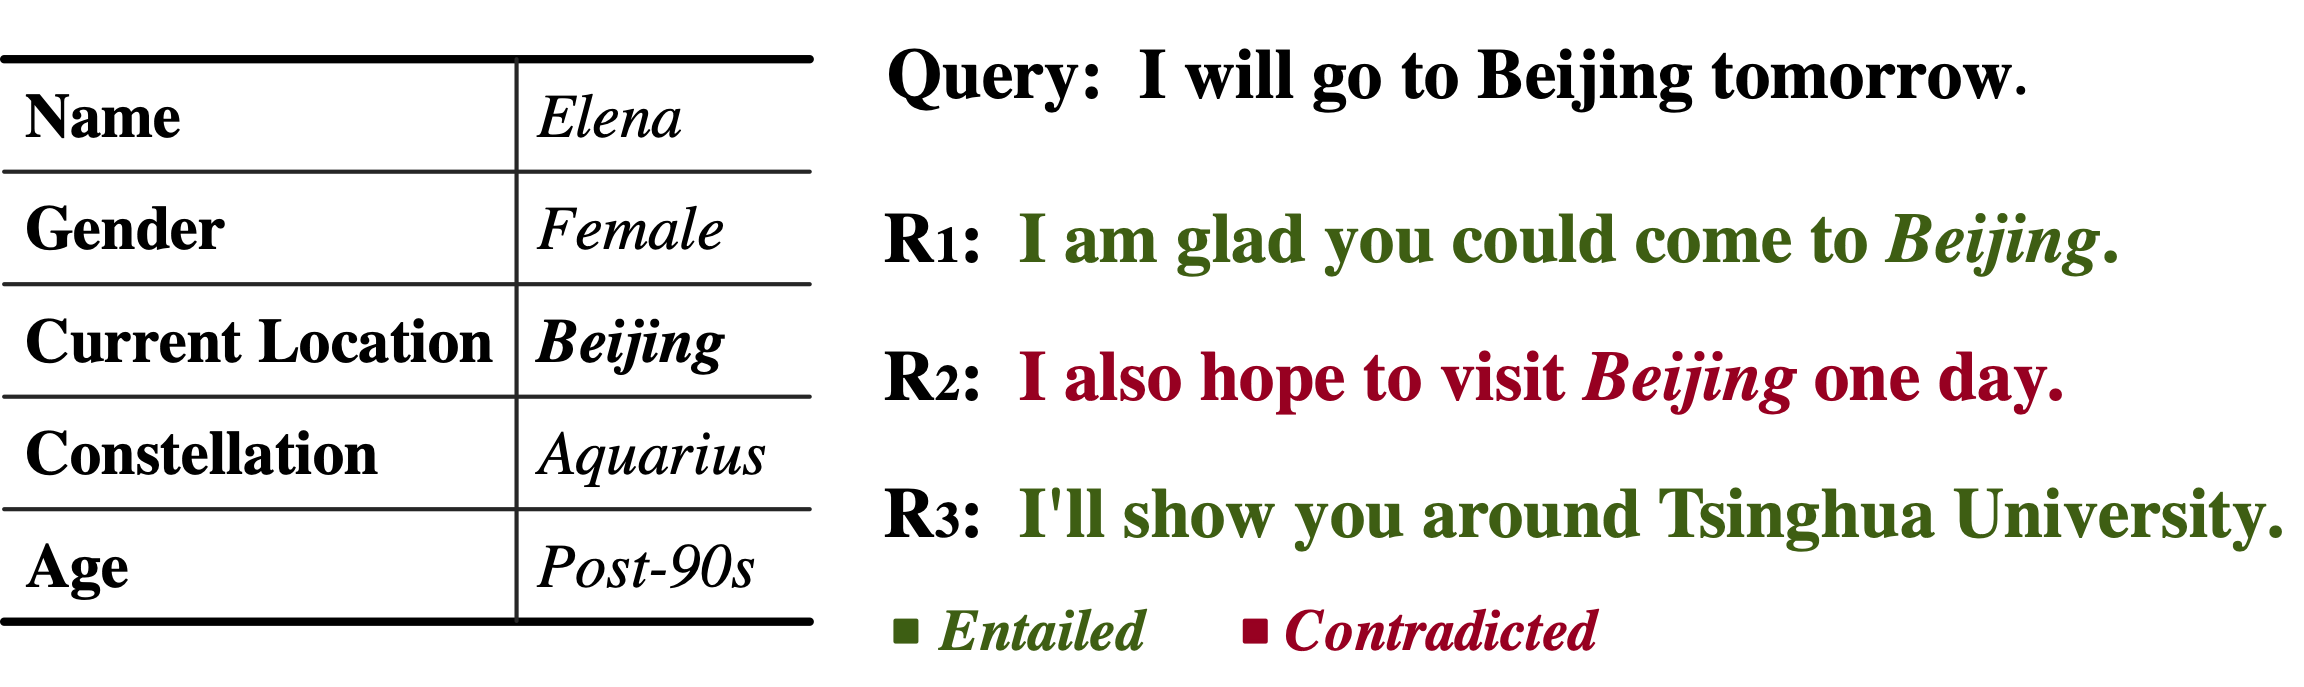 Name Elena
Gender Female
Current Location Beijing
Constellation Aquarius
Age Post-90s
Query: I will go to Beijing tomorrow.
R1: I am glad you could come to Beijing.
R2: I also hope to visit Beijing one day.
R3: I'll show you around Tsinghua University.
Entailed Contradicted